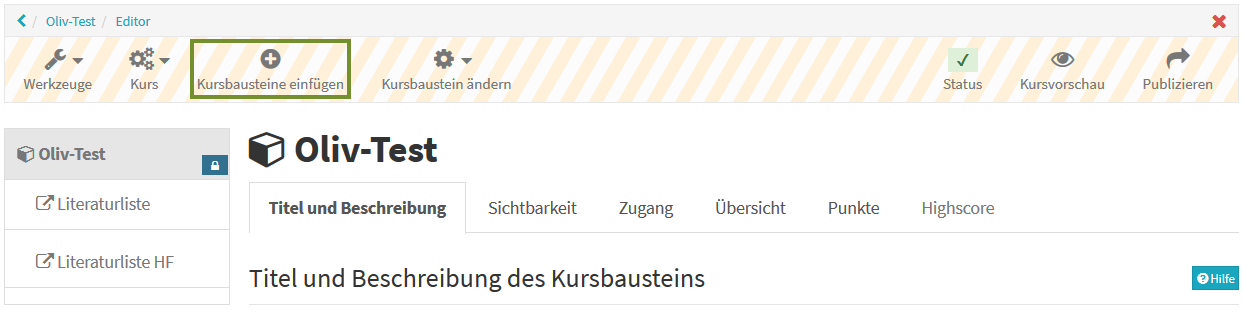 Oliv-Test / Editor
Werkzeuge Kurs Kursbausteine einfügen Kursbaustein ändern Status Kursvorschau Publizieren
Oliv-Test
Literaturliste
Literaturliste HF
Oliv-Test
Titel und Beschreibung Sichtbarkeit Zugang Übersicht Punkte Highscore
Titel und Beschreibung des Kursbausteins
Hilfe